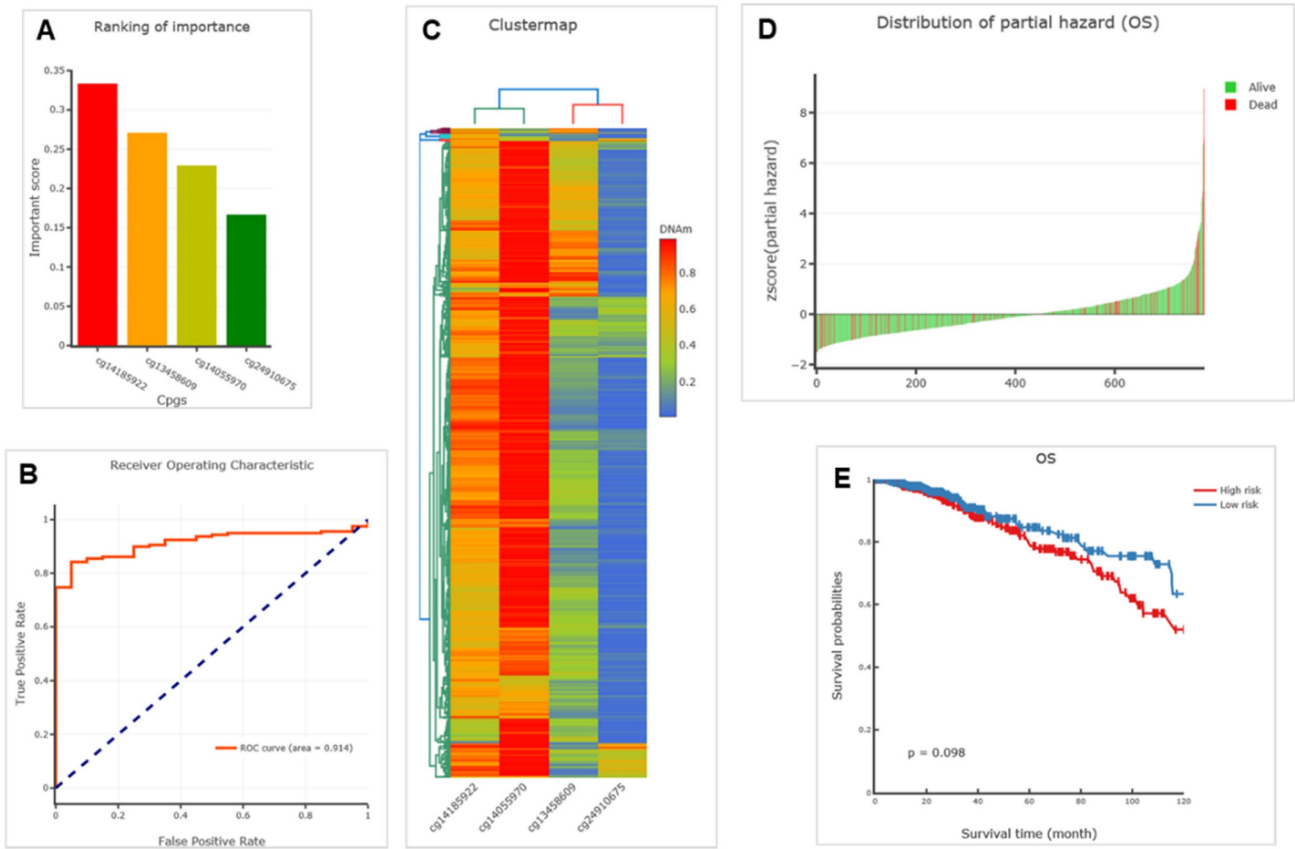 A
Ranking of importance
0.35
0.3
0.25
0.2
0.15
0.1
0.05
0
Important score
cg14185922
cg13458609
cg14055970
cg24910675
Cpgs
B
Receiver Operating Characteristic
1
0.8
0.6
0.4
0.2
0
True Positive Rate
ROC curve (area = 0.914)
0
0.2
0.4
0.6
0.8
1
False Positive Rate
C
Clustermap
DNAm
0.8
0.6
0.4
0.2
cg14185922
cg14055970
cg13458609
cg24910675
D
Distribution of partial hazard (OS)
Alive
Dead
8
6
4
2
0
−2
zscore(partial hazard)
0
200
400
600
E
OS
High risk
Low risk
1
0.8
0.6
0.4
0.2
0
Survival probabilities
p = 0.098
0
20
40
60
80
100
120
Survival time (month)